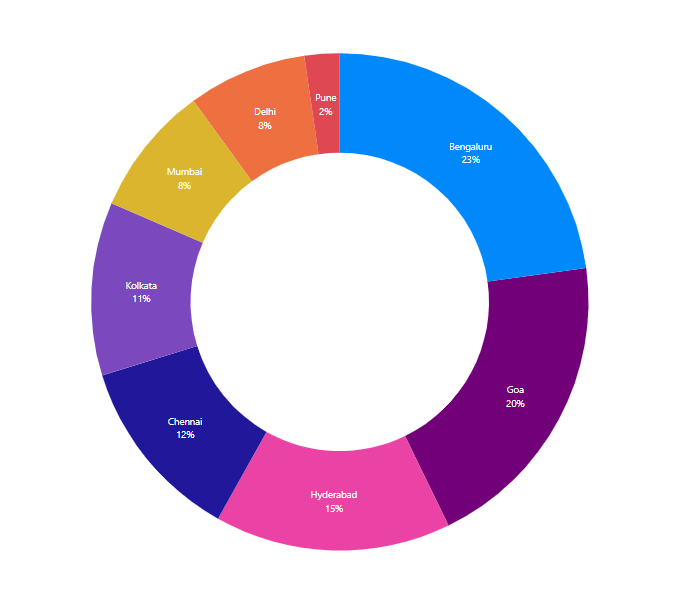 Bengaluru
23%
Goa
20%
Hyderabad
15%
Chennai
12%
Kolkata
11%
Mumbai
8%
Delhi
8%
Pune
2%